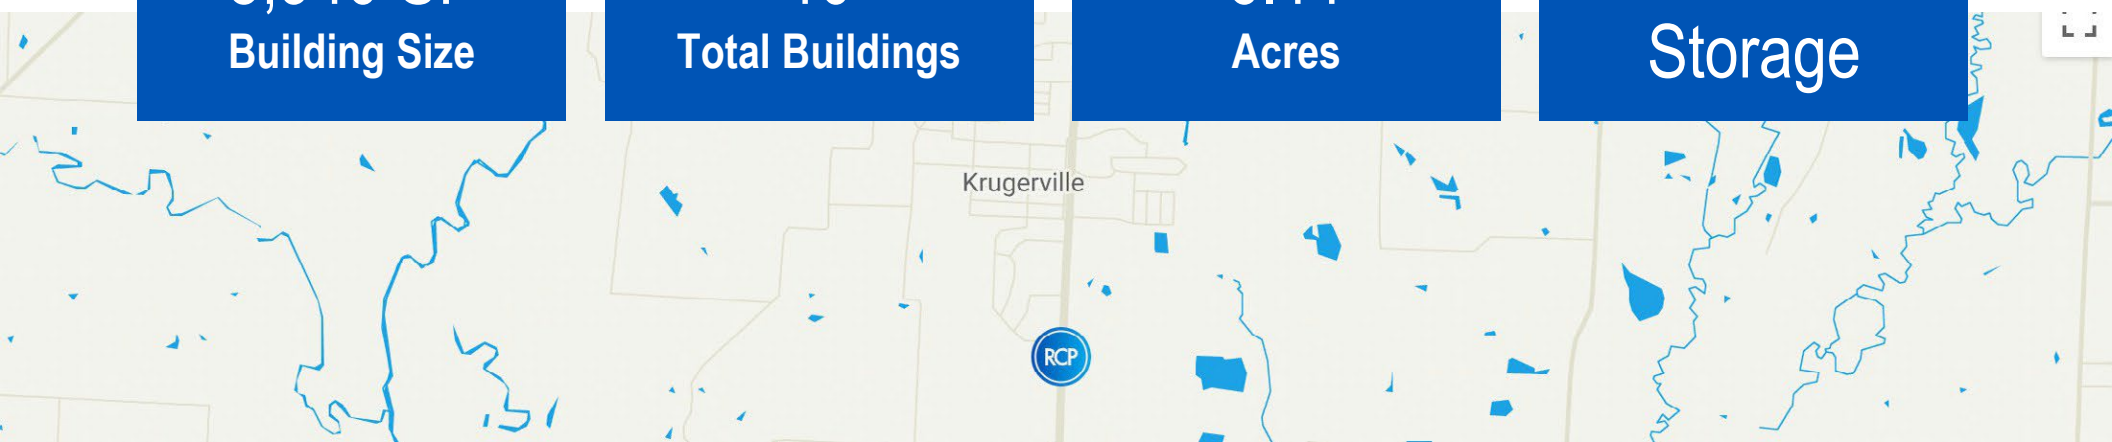 Building Size
Total Buildings
Acres
Storage
Krugerville
RCP